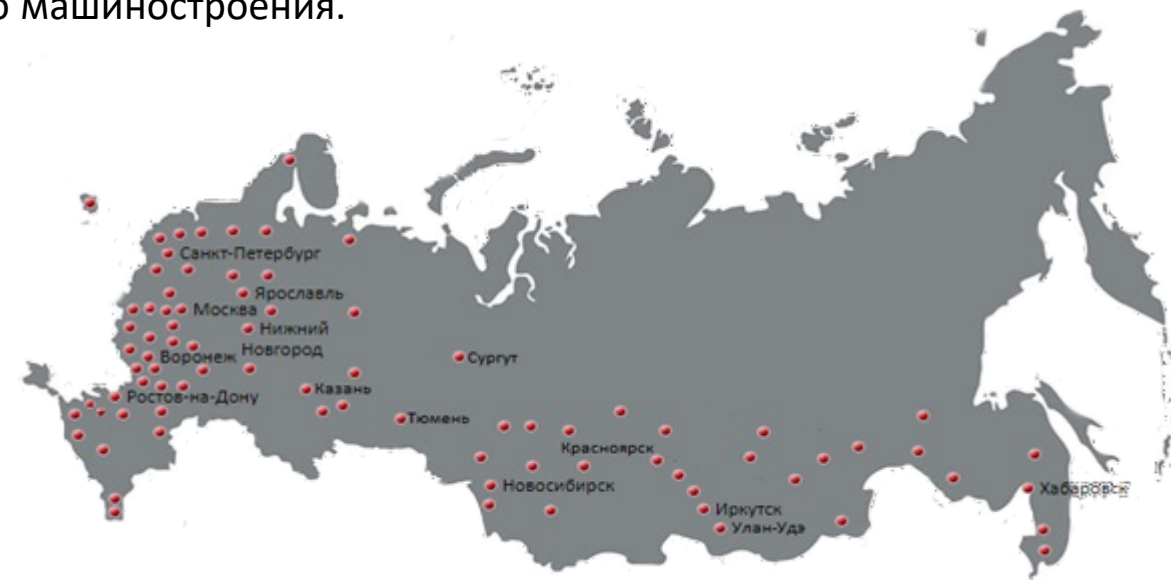 о машиностроения.
Санкт-Петербург
Ярославль
Москва
Нижний
Новгород
Воронеж
Сургут
Казань
Ростов-на-Дону
Тюмень
Красноярск
Новосибирск
Хабаровск
Иркутск
Улан-Удэ